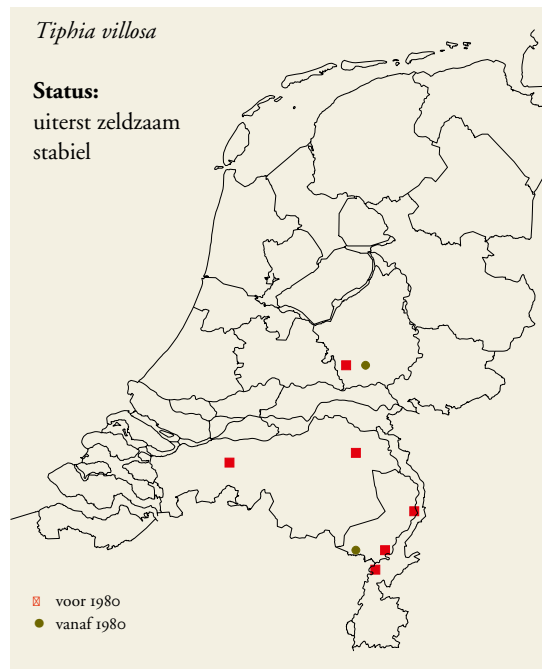 Tiphia villosa
Status:
uiterst zeldzaam
stabiel
voor 1980
vanaf 1980